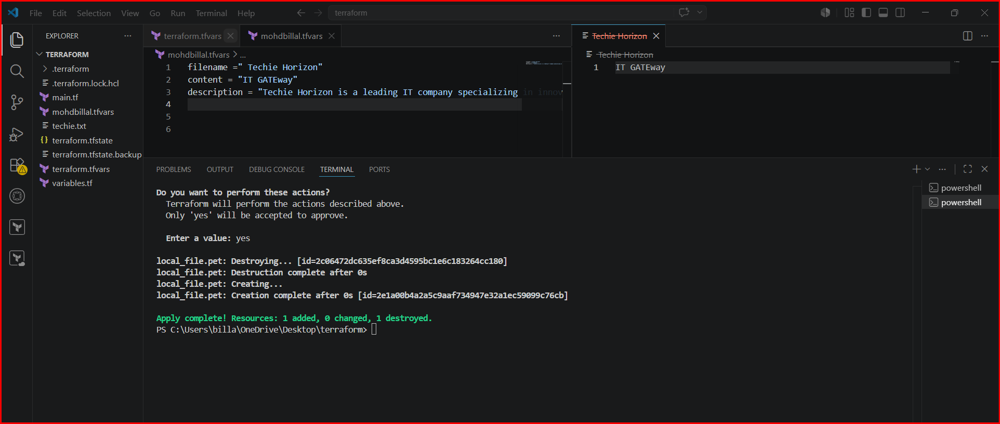 File Edit Selection View Go Run Terminal Help
terraform
EXPLORER
TERRAFORM
.terraform
.terraform.lock.hcl
main.tf
mohdbillal.tfvars
techie.txt
{} terraform.tfstate
terraform.tfstate.backup
terraform.tfvars
variables.tf
terraform.tfvars
mohdbillal.tfvars
mohdbillal.tfvars > ...
1 filename =" Techie Horizon"
2 content = "IT GATEway"
3 description = "Techie Horizon is a leading IT company specializing in innov
4
5
6
Techie Horizon
Techie Horizon
1 IT GATEway
PROBLEMS OUTPUT DEBUG CONSOLE TERMINAL PORTS
Do you want to perform these actions?
Terraform will perform the actions described above.
Only 'yes' will be accepted to approve.
Enter a value: yes
local_file.pet: Destroying... [id=2c06472dc635ef8ca3d4595bc1e6c183264cc180]
local_file.pet: Destruction complete after 0s
local_file.pet: Creating...
local_file.pet: Creation complete after 0s [id=2e1a00b4a2a5c9aaf734947e32a1ec59099c76cb]
Apply complete! Resources: 1 added, 0 changed, 1 destroyed.
PS C:\Users\billa\OneDrive\Desktop\terraform>
powershell
powershell